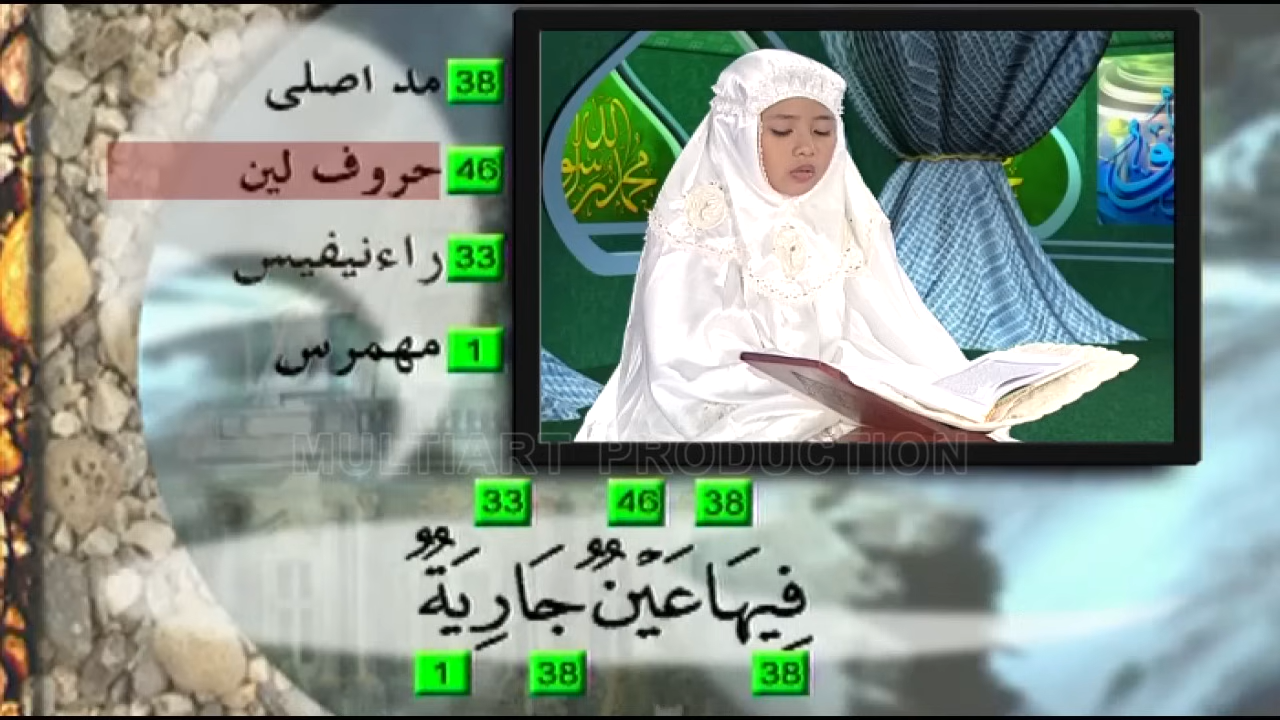 38 مد اصلى
46 حروف لين
33 راءنيفيس
1 مهمرس
MULTIART PRODUCTION
38 46 33
فِيهَا عَيْنٌ جَارِيَةٌ
38 38 1